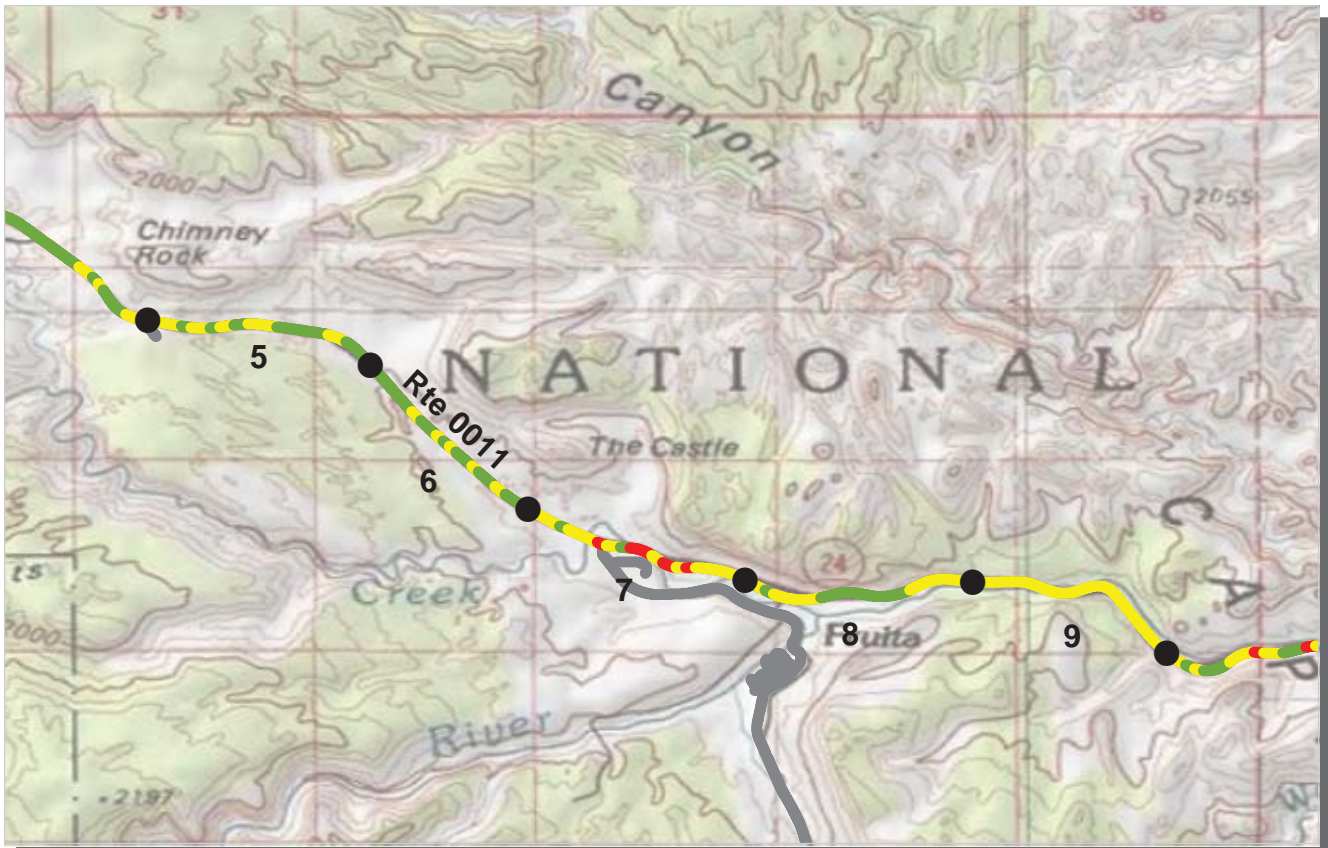 31
36
Canyon
2000
2055
Chimney
Rock
5
NATIONAL
Rte 0011
The Castle
6
C
24
ts
Creek
7
A
2000
8
Fruita
9
P
River
2197
W